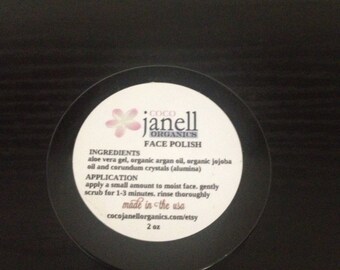 COCO
janell
ORGANICS
FACE POLISH
INGREDIENTS
aloe vera gel, organic argan oil, organic jojoba
oil and corundum crystals (alumina)
APPLICATION
apply a small amount to moist face. gently
scrub for 1-3 minutes. rinse thoroughly
made in the usa
cocojanellorganics.com/etsy
2 oz